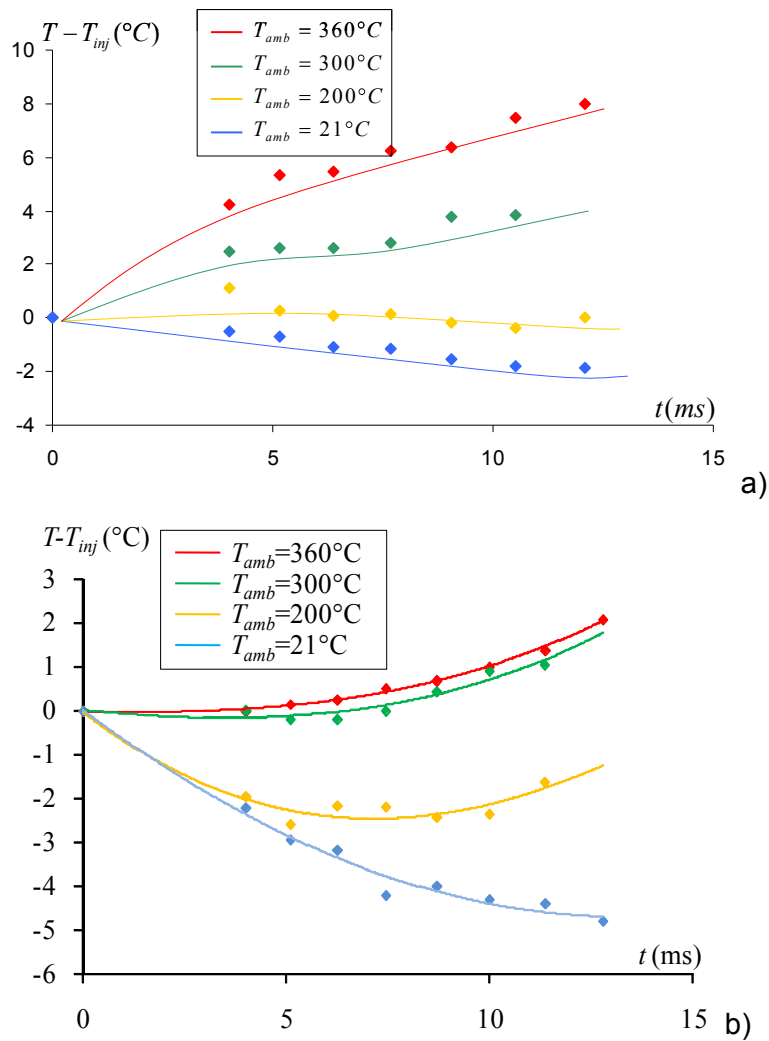 T – T_inj (°C)
T_amb = 360°C
T_amb = 300°C
T_amb = 200°C
T_amb = 21°C
10
8
6
4
2
0
-2
-4
0
5
10
15
t(ms)
a)
T-T_inj (°C)
T_amb=360°C
T_amb=300°C
T_amb=200°C
T_amb=21°C
3
2
1
0
-1
-2
-3
-4
-5
-6
0
5
10
15
t (ms)
b)